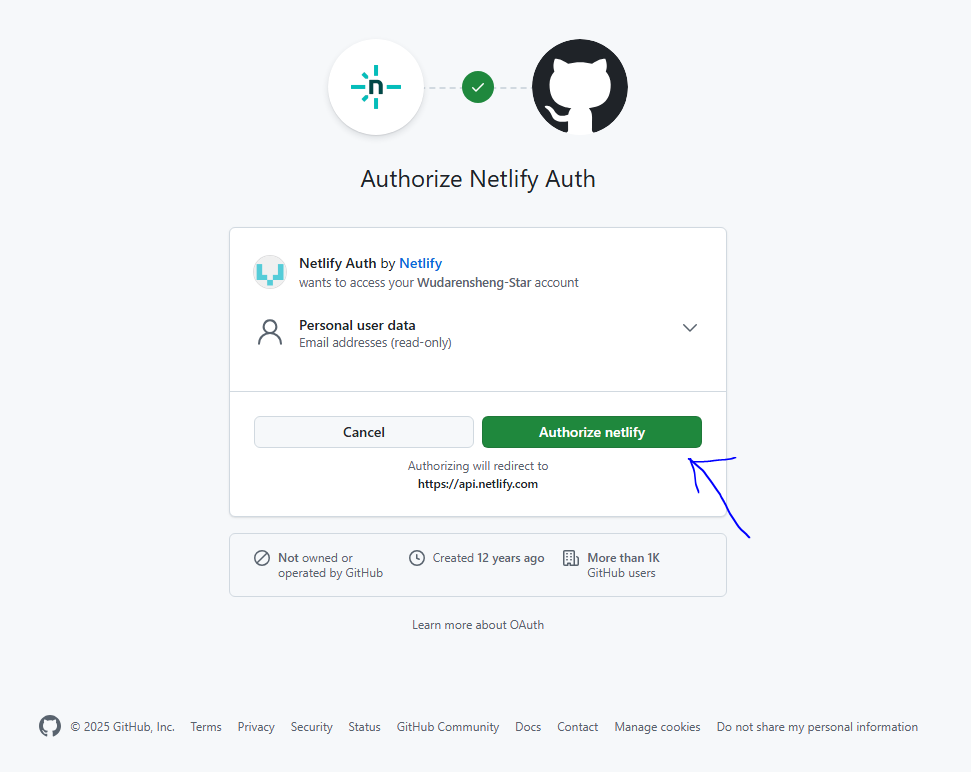 n
Authorize Netlify Auth
Netlify Auth by Netlify
wants to access your Wudarensheng-Star account
Personal user data
Email addresses (read-only)
Cancel
Authorize netlify
Authorizing will redirect to
https://api.netlify.com
Not owned or
operated by GitHub
Created 12 years ago
More than 1K
GitHub users
Learn more about OAuth
© 2025 GitHub, Inc. Terms Privacy Security Status GitHub Community Docs Contact Manage cookies Do not share my personal information